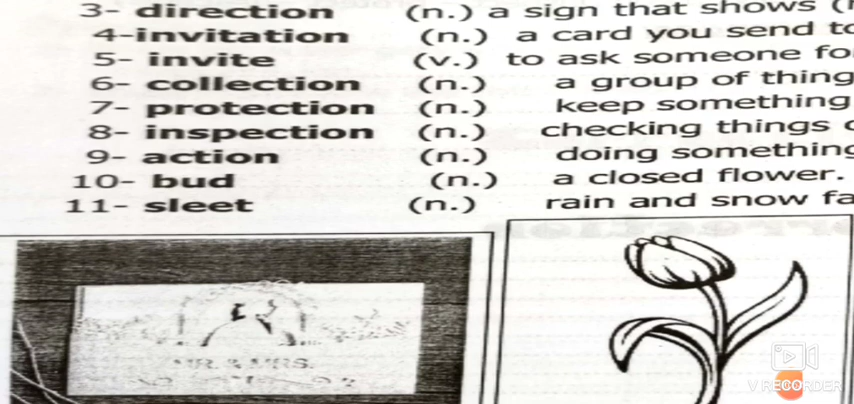 3- direction (n.) a sign that shows
4-invitation (n.) a card you send to
5- invite (v.) to ask someone fo
6- collection (n.) a group of thing
7- protection (n.) keep something
8- inspection (n.) checking things
9- action (n.) doing something
10- bud (n.) a closed flower.
11- sleet (n.) rain and snow fa
MR. & MRS.
V RECORDER